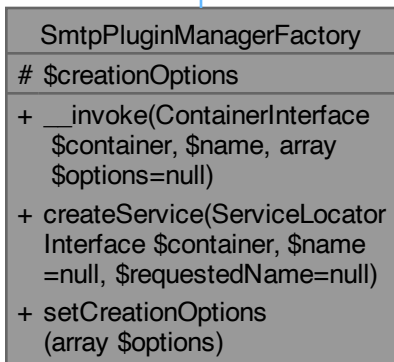 SmtpPluginManagerFactory
# $creationOptions
+ __invoke(ContainerInterface
$container, $name, array
$options=null)
+ createService(ServiceLocator
Interface $container, $name
=null, $requestedName=null)
+ setCreationOptions
(array $options)